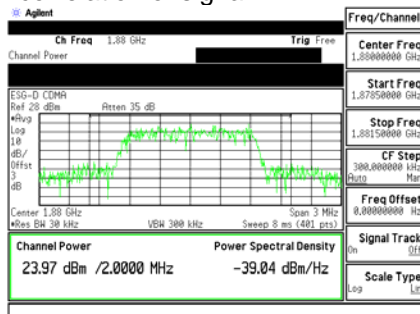 Agilent
Freq/Channel
Ch Freq 1.88 GHz Trig Free
Channel Power
Center Freq
1.88000000 GHz
Start Freq
1.87850000 GHz
Stop Freq
1.88150000 GHz
CF Step
300.000000 kHz
Auto Man
Freq Offset
0.00000000 Hz
Signal Track
On Off
Scale Type
Log Lin
ESG-D CDMA
Ref 28 dBm Atten 35 dB
#Avg
Log
10
dB/
Offst
3
dB
Center 1.88 GHz Span 3 MHz
#Res BW 30 kHz VBW 300 kHz Sweep 8 ms (401 pts)
Channel Power Power Spectral Density
23.97 dBm /2.0000 MHz -39.04 dBm/Hz